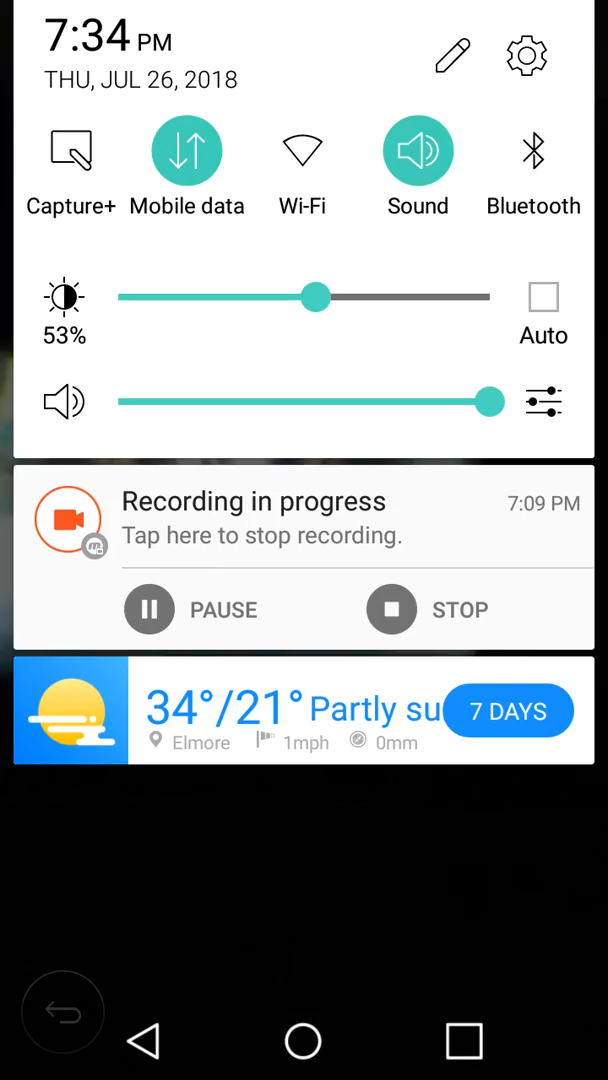 7:34 PM
THU, JUL 26, 2018
Capture+ Mobile data Wi-Fi Sound Bluetooth
53% Auto
Recording in progress 7:09 PM
Tap here to stop recording.
PAUSE STOP
34°/21° Partly su 7 DAYS
Elmore 1mph 0mm